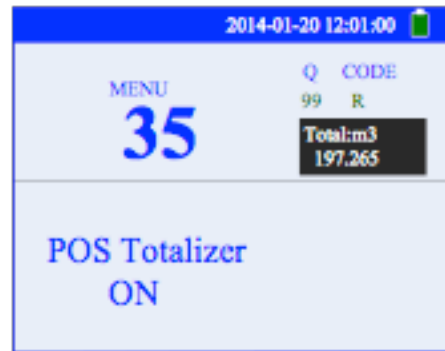 2014-01-20 12:01:00
MENU
35
Q CODE
99 R
Total:m3
197.265
POS Totalizer
ON